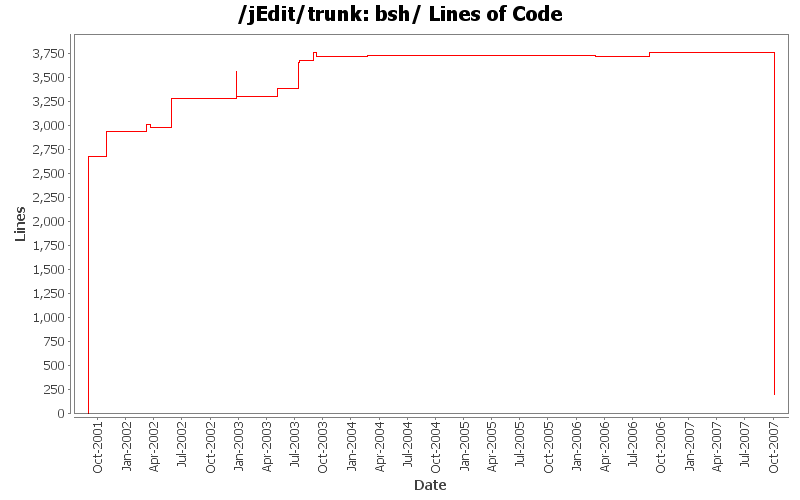 /jEdit/trunk: bsh/ Lines of Code
3,750
3,500
3,250
3,000
2,750
2,500
2,250
2,000
1,750
1,500
1,250
1,000
750
500
250
0
Lines
Oct-2001
Jan-2002
Apr-2002
Jul-2002
Oct-2002
Jan-2003
Apr-2003
Jul-2003
Oct-2003
Jan-2004
Apr-2004
Jul-2004
Oct-2004
Jan-2005
Apr-2005
Jul-2005
Oct-2005
Jan-2006
Apr-2006
Jul-2006
Oct-2006
Jan-2007
Apr-2007
Jul-2007
Oct-2007
Date